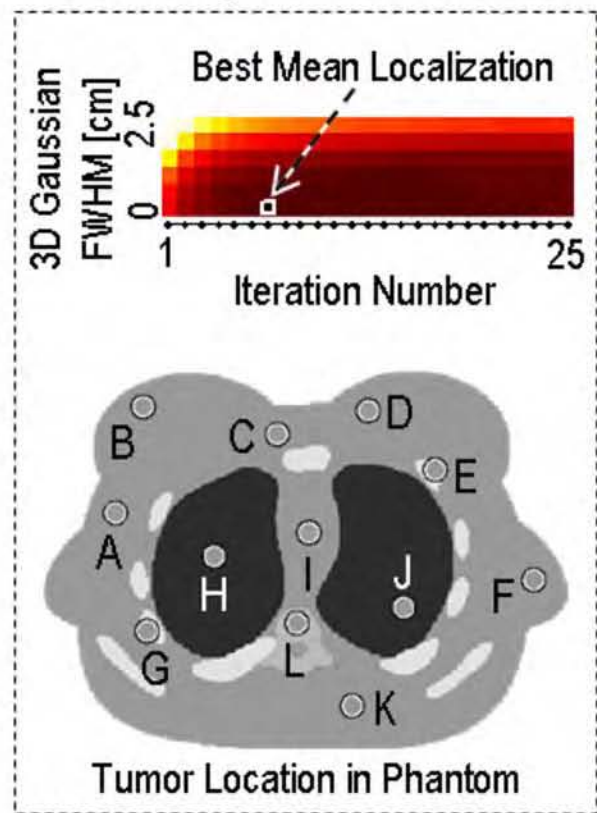 Best Mean Localization
3D Gaussian
FWHM [cm]
2.5
0
1
25
Iteration Number
B
C
D
E
A
H
I
J
F
G
L
K
Tumor Location in Phantom